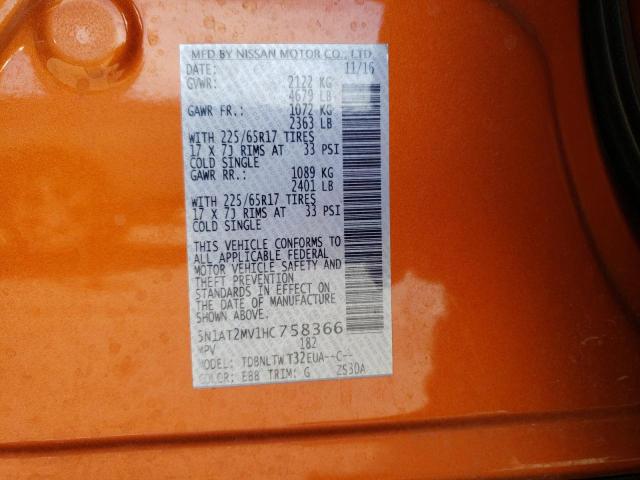 MFD BY NISSAN MOTOR CO., LTD.
DATE: 11/16
GVWR: 2122 KG
4679 LB
GAWR FR.: 1072 KG
2363 LB
WITH 225/65R17 TIRES
17 X 7J RIMS AT 33 PSI
COLD SINGLE
GAWR RR.: 1089 KG
2401 LB
WITH 225/65R17 TIRES
17 X 7J RIMS AT 33 PSI
COLD SINGLE
THIS VEHICLE CONFORMS TO
ALL APPLICABLE FEDERAL
MOTOR VEHICLE SAFETY AND
THEFT PREVENTION
STANDARDS IN EFFECT ON
THE DATE OF MANUFACTURE
SHOWN ABOVE.
5N1AT2MV1HC758366
MPV 182
MODEL: TDBNLTWT32EUA--C--
COLOR: EBB TRIM: G ZS3DA